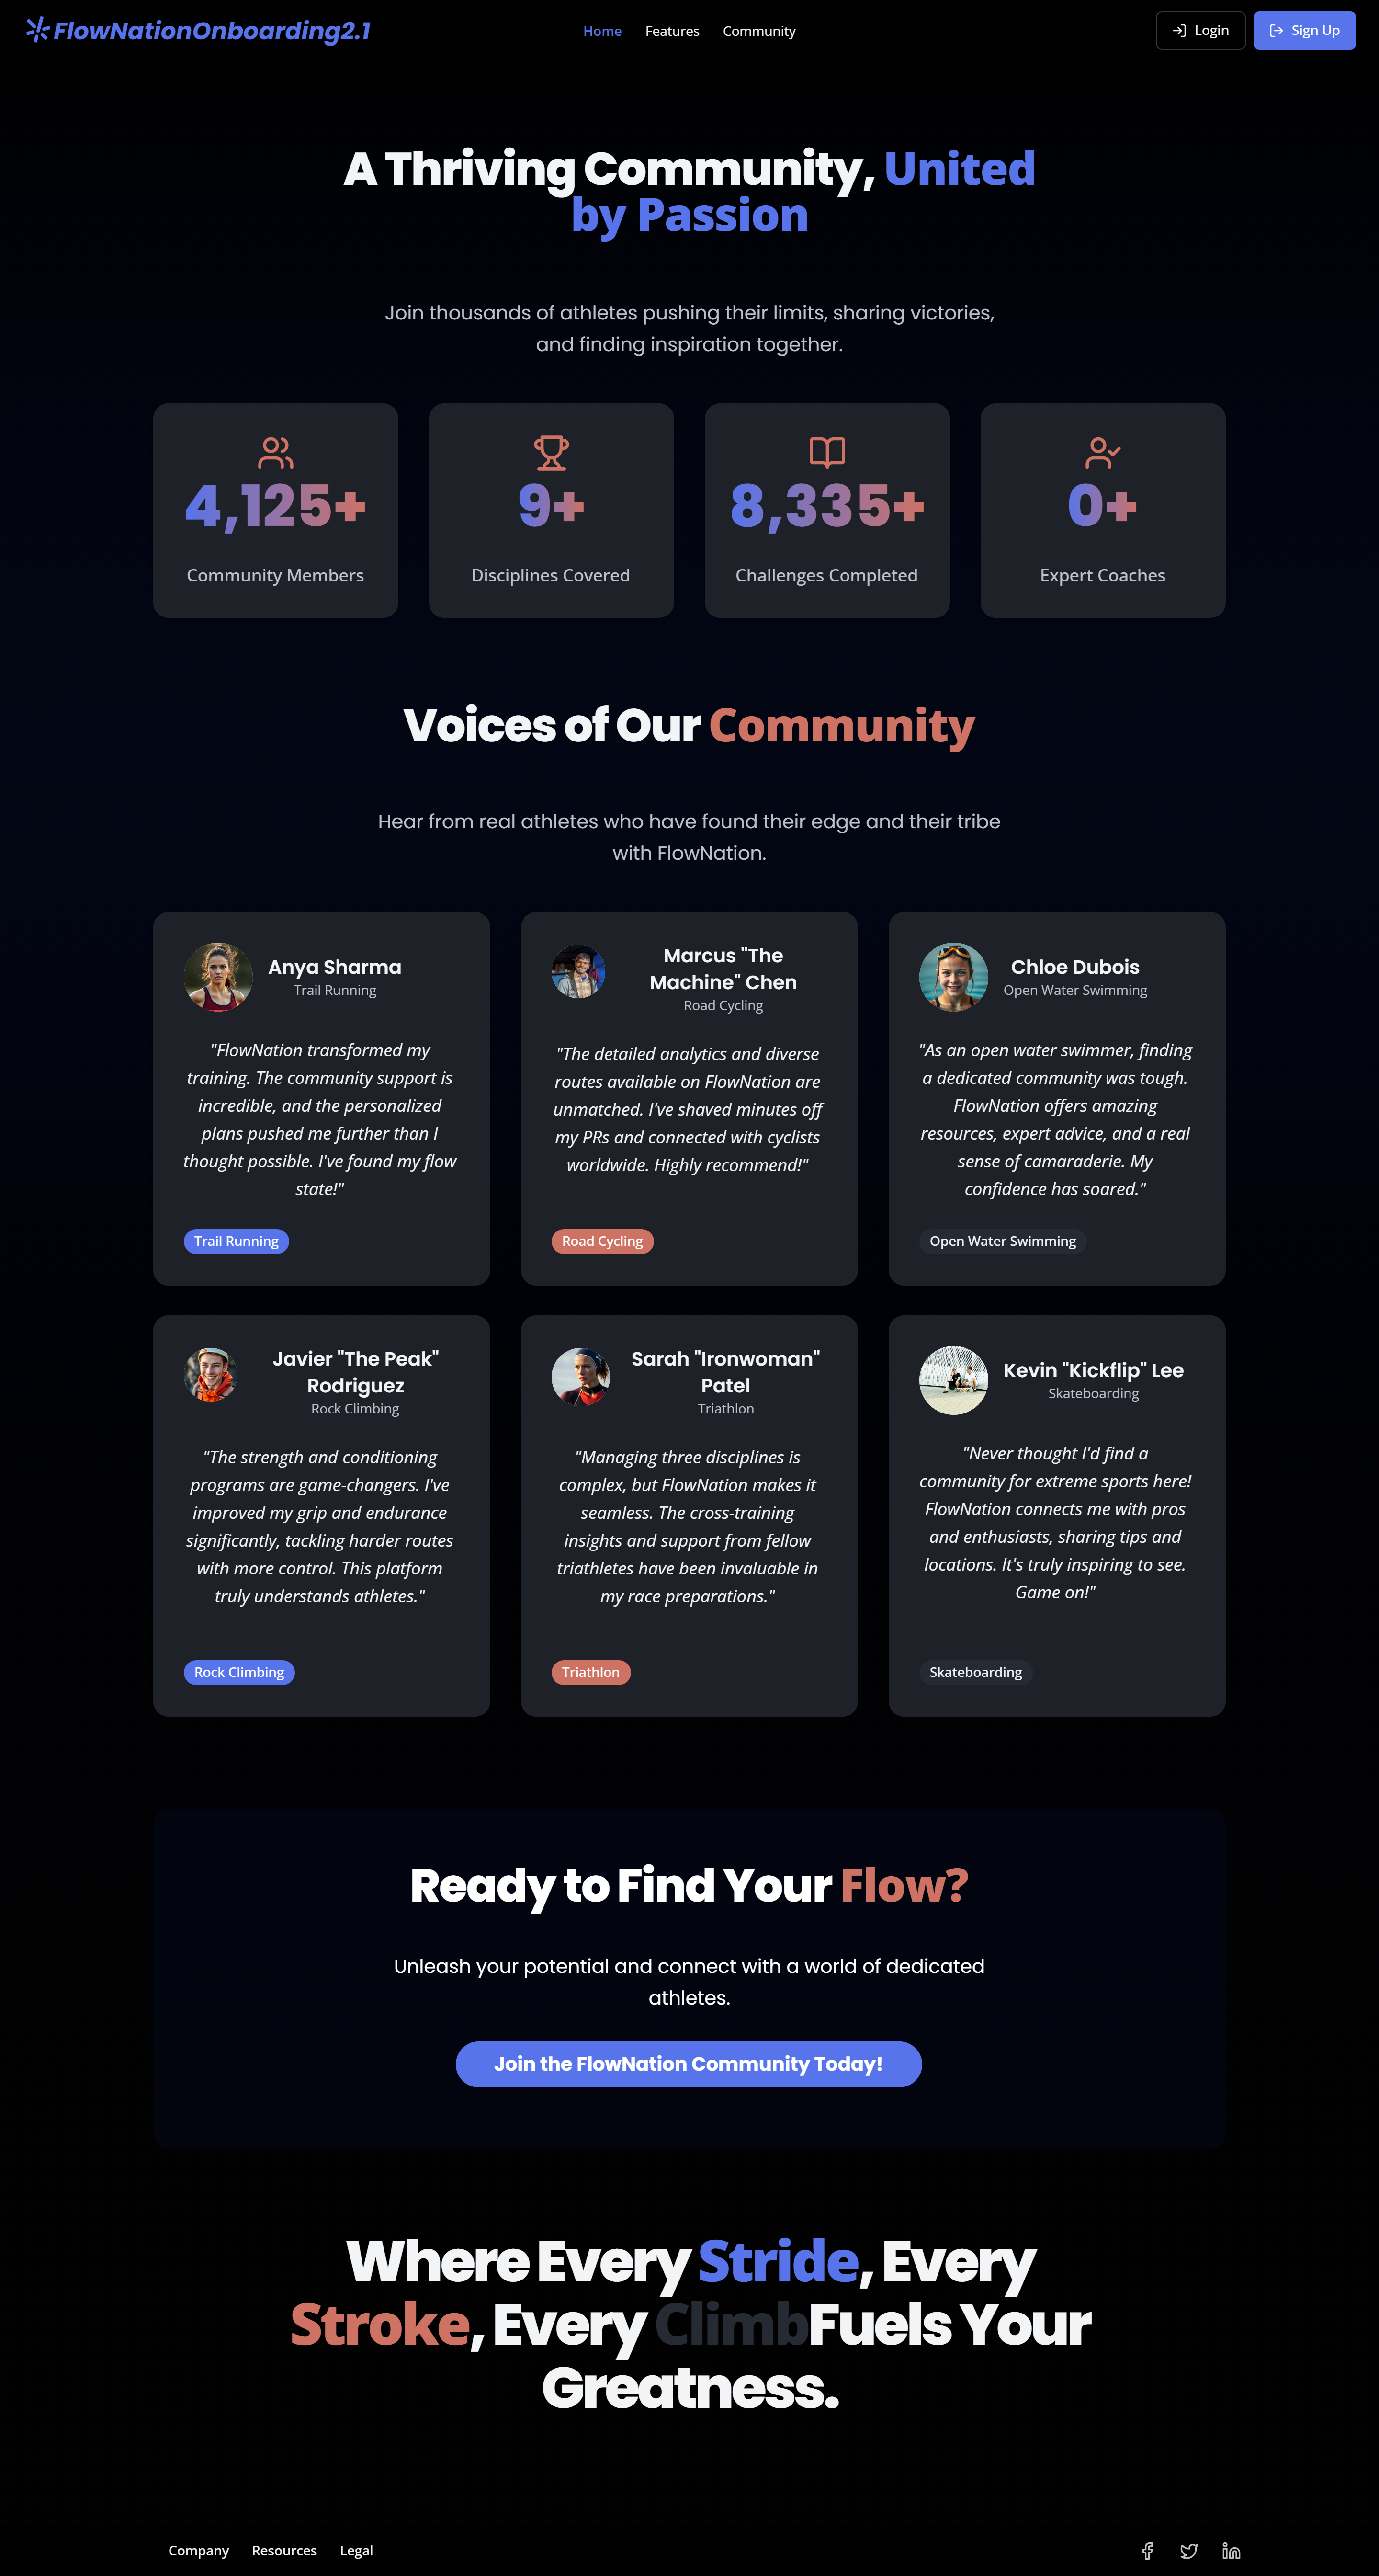 FlowNationOnboarding2.1
Home Features Community
Login Sign Up
A Thriving Community, United
by Passion
Join thousands of athletes pushing their limits, sharing victories,
and finding inspiration together.
4,125+
Community Members
9+
Disciplines Covered
8,335+
Challenges Completed
0+
Expert Coaches
Voices of Our Community
Hear from real athletes who have found their edge and their tribe
with FlowNation.
Anya Sharma
Trail Running
"FlowNation transformed my
training. The community support is
incredible, and the personalized
plans pushed me further than I
thought possible. I've found my flow
state!"
Trail Running
Marcus "The
Machine" Chen
Road Cycling
"The detailed analytics and diverse
routes available on FlowNation are
unmatched. I've shaved minutes off
my PRs and connected with cyclists
worldwide. Highly recommend!"
Road Cycling
Chloe Dubois
Open Water Swimming
"As an open water swimmer, finding
a dedicated community was tough.
FlowNation offers amazing
resources, expert advice, and a real
sense of camaraderie. My
confidence has soared."
Open Water Swimming
Javier "The Peak"
Rodriguez
Rock Climbing
"The strength and conditioning
programs are game-changers. I've
improved my grip and endurance
significantly, tackling harder routes
with more control. This platform
truly understands athletes."
Rock Climbing
Sarah "Ironwoman"
Patel
Triathlon
"Managing three disciplines is
complex, but FlowNation makes it
seamless. The cross-training
insights and support from fellow
triathletes have been invaluable in
my race preparations."
Triathlon
Kevin "Kickflip" Lee
Skateboarding
"Never thought I'd find a
community for extreme sports here!
FlowNation connects me with pros
and enthusiasts, sharing tips and
locations. It's truly inspiring to see.
Game on!"
Skateboarding
Ready to Find Your Flow?
Unleash your potential and connect with a world of dedicated
athletes.
Join the FlowNation Community Today!
Where Every Stride, Every
Stroke, Every ClimbFuels Your
Greatness.
Company Resources Legal